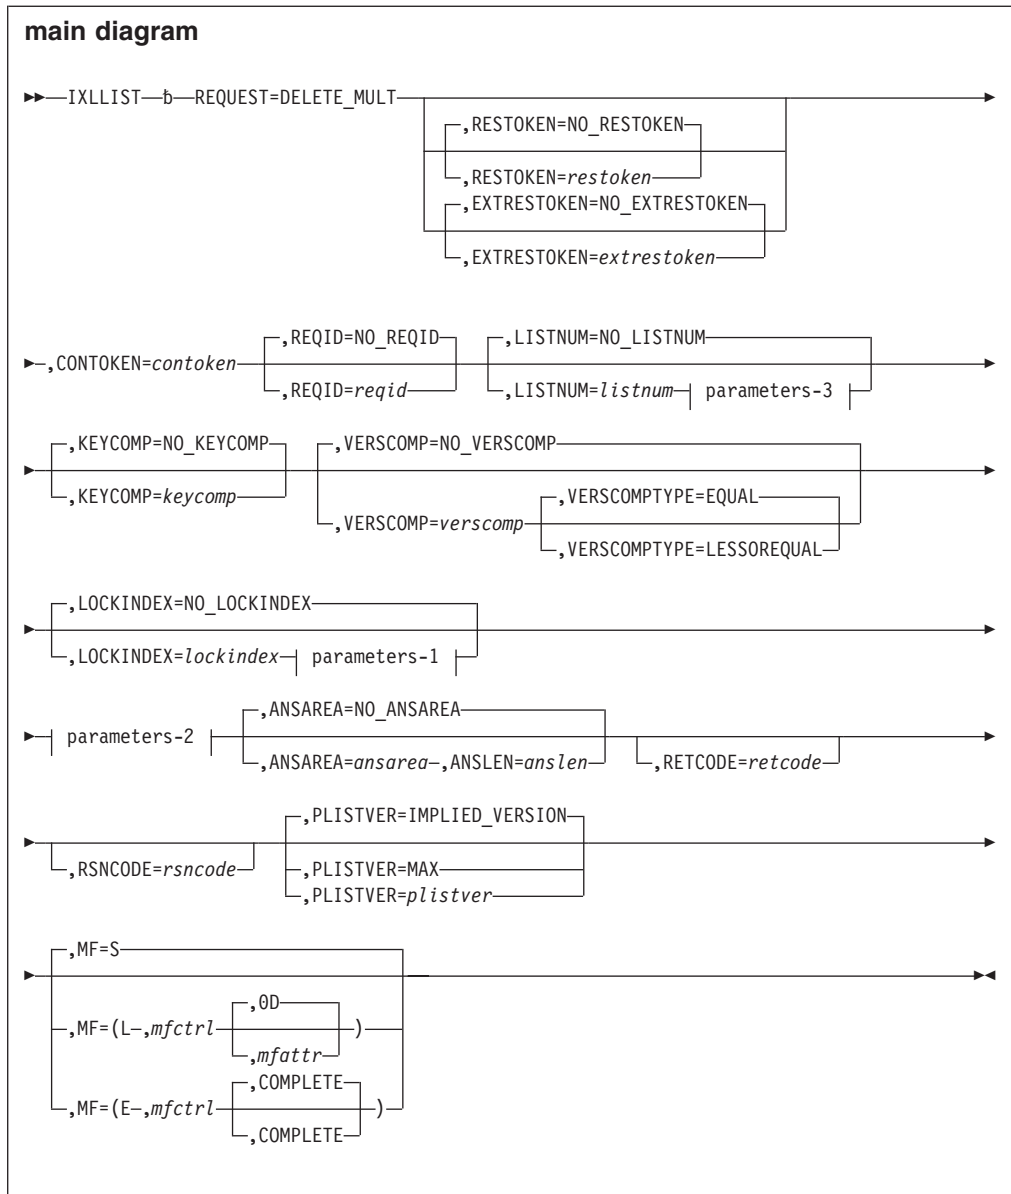 main diagram
IXLLIST ƀ REQUEST=DELETE_MULT
,RESTOKEN=NO_RESTOKEN
,RESTOKEN=restoken
,EXTRESTOKEN=NO_EXTRESTOKEN
,EXTRESTOKEN=extrestoken
,CONTOKEN=contoken
,REQID=NO_REQID
,REQID=reqid
,LISTNUM=NO_LISTNUM
,LISTNUM=listnum parameters-3
,KEYCOMP=NO_KEYCOMP
,KEYCOMP=keycomp
,VERSCOMP=NO_VERSCOMP
,VERSCOMP=verscomp
,VERSCOMPTYPE=EQUAL
,VERSCOMPTYPE=LESSOREQUAL
,LOCKINDEX=NO_LOCKINDEX
,LOCKINDEX=lockindex parameters-1
parameters-2
,ANSAREA=NO_ANSAREA
,ANSAREA=ansarea ,ANSLEN=anslen
,RETCODE=retcode
,RSNCODE=rsncode
,PLISTVER=IMPLIED_VERSION
,PLISTVER=MAX
,PLISTVER=plistver
,MF=S
,MF=(L ,mfctrl
,0D
,mfattr
)
,MF=(E ,mfctrl
,COMPLETE
,COMPLETE
)